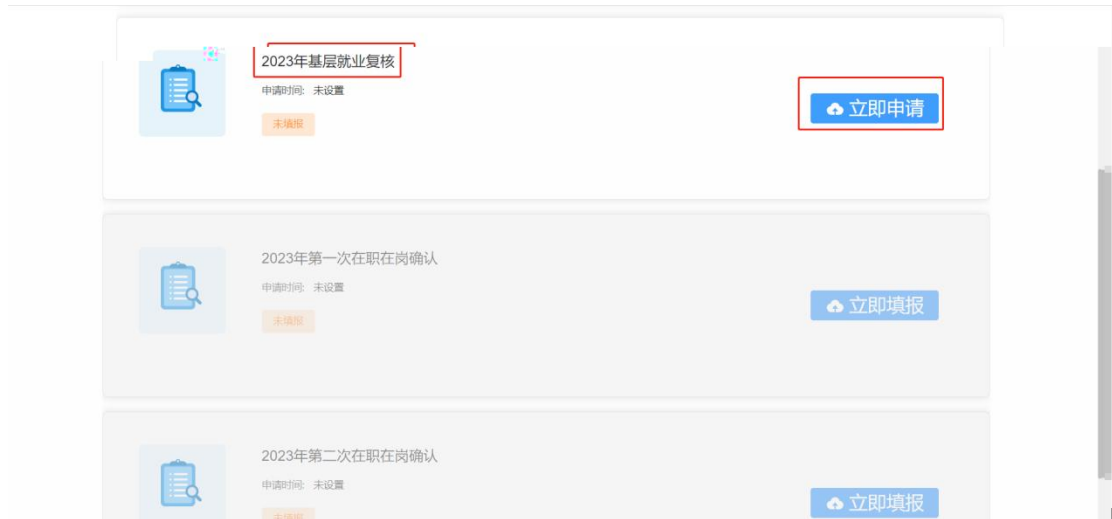 2023年基层就业复核
申请时间: 未设置
未填报
立即申请
2023年第一次在职在岗确认
申请时间: 未设置
未填报
立即填报
2023年第二次在职在岗确认
申请时间: 未设置
未填报
立即填报